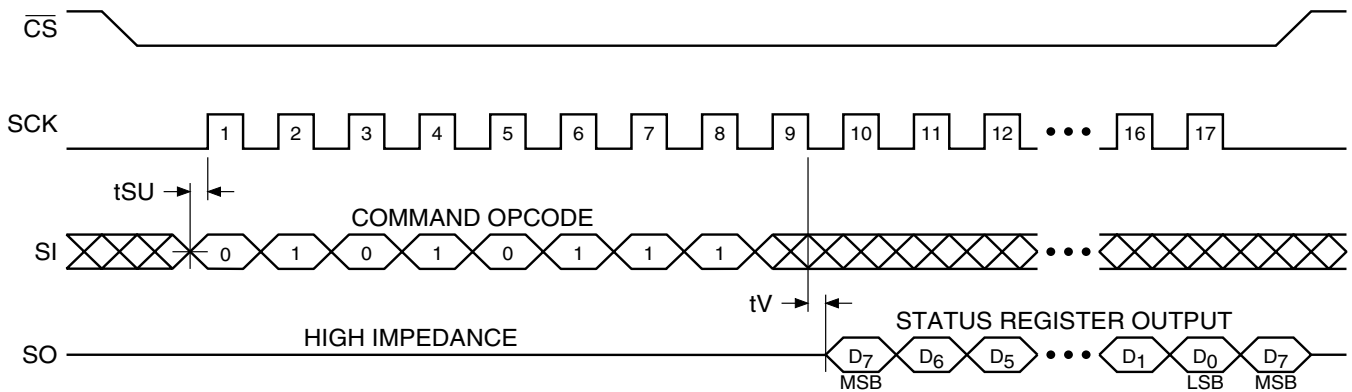 CS
SCK 1 2 3 4 5 6 7 8 9 10 11 12 ••• 16 17
tSU
COMMAND OPCODE
SI 0 1 0 1 0 1 1 1 •••
tV
HIGH IMPEDANCE STATUS REGISTER OUTPUT
SO D7 D6 D5 ••• D1 D0 D7
MSB LSB MSB